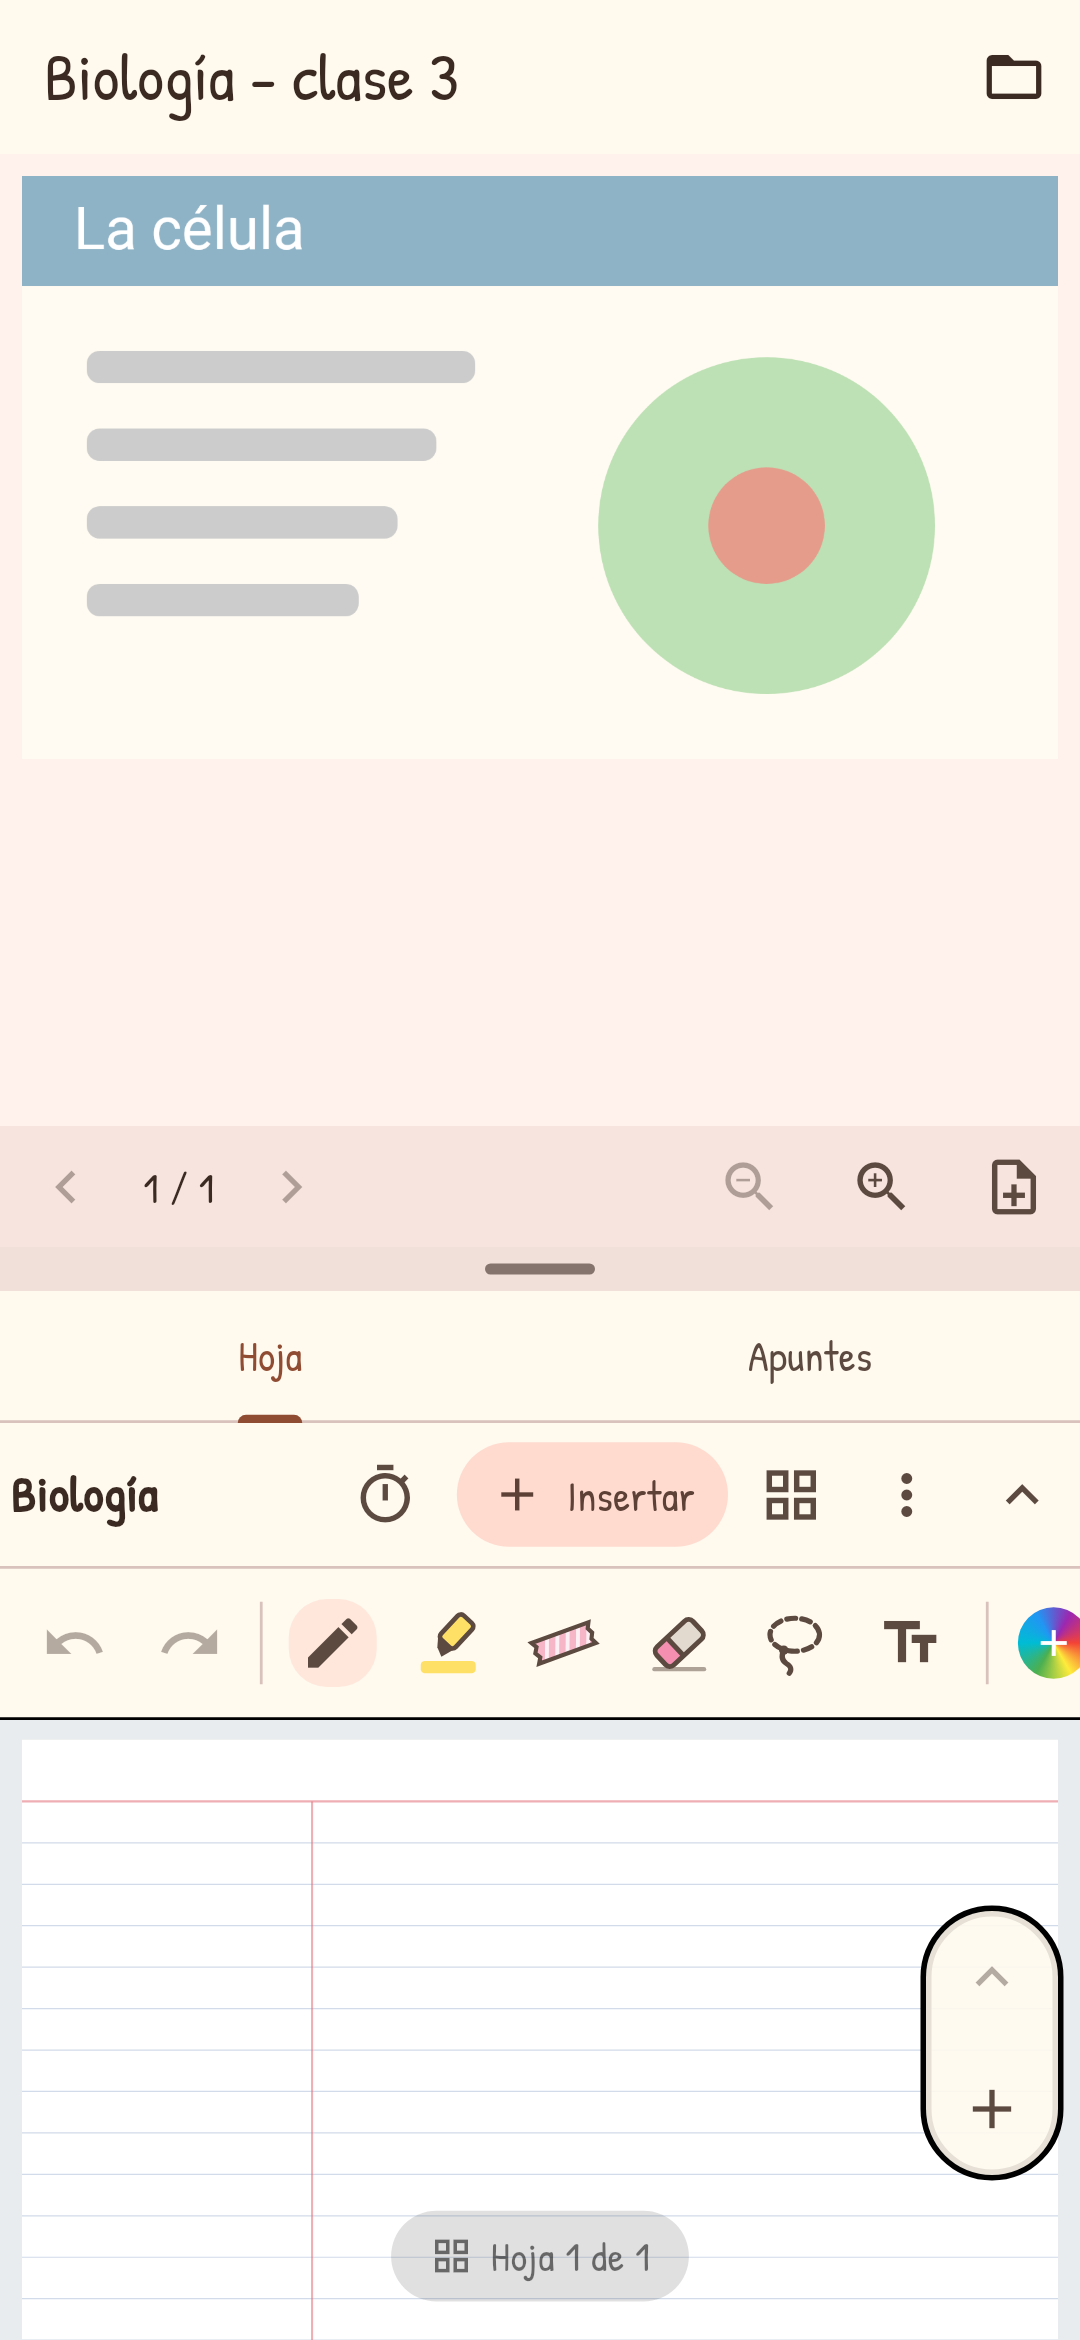 Biología - clase 3
La célula
1 / 1
Hoja
Apuntes
Biología
Insertar
Hoja 1 de 1